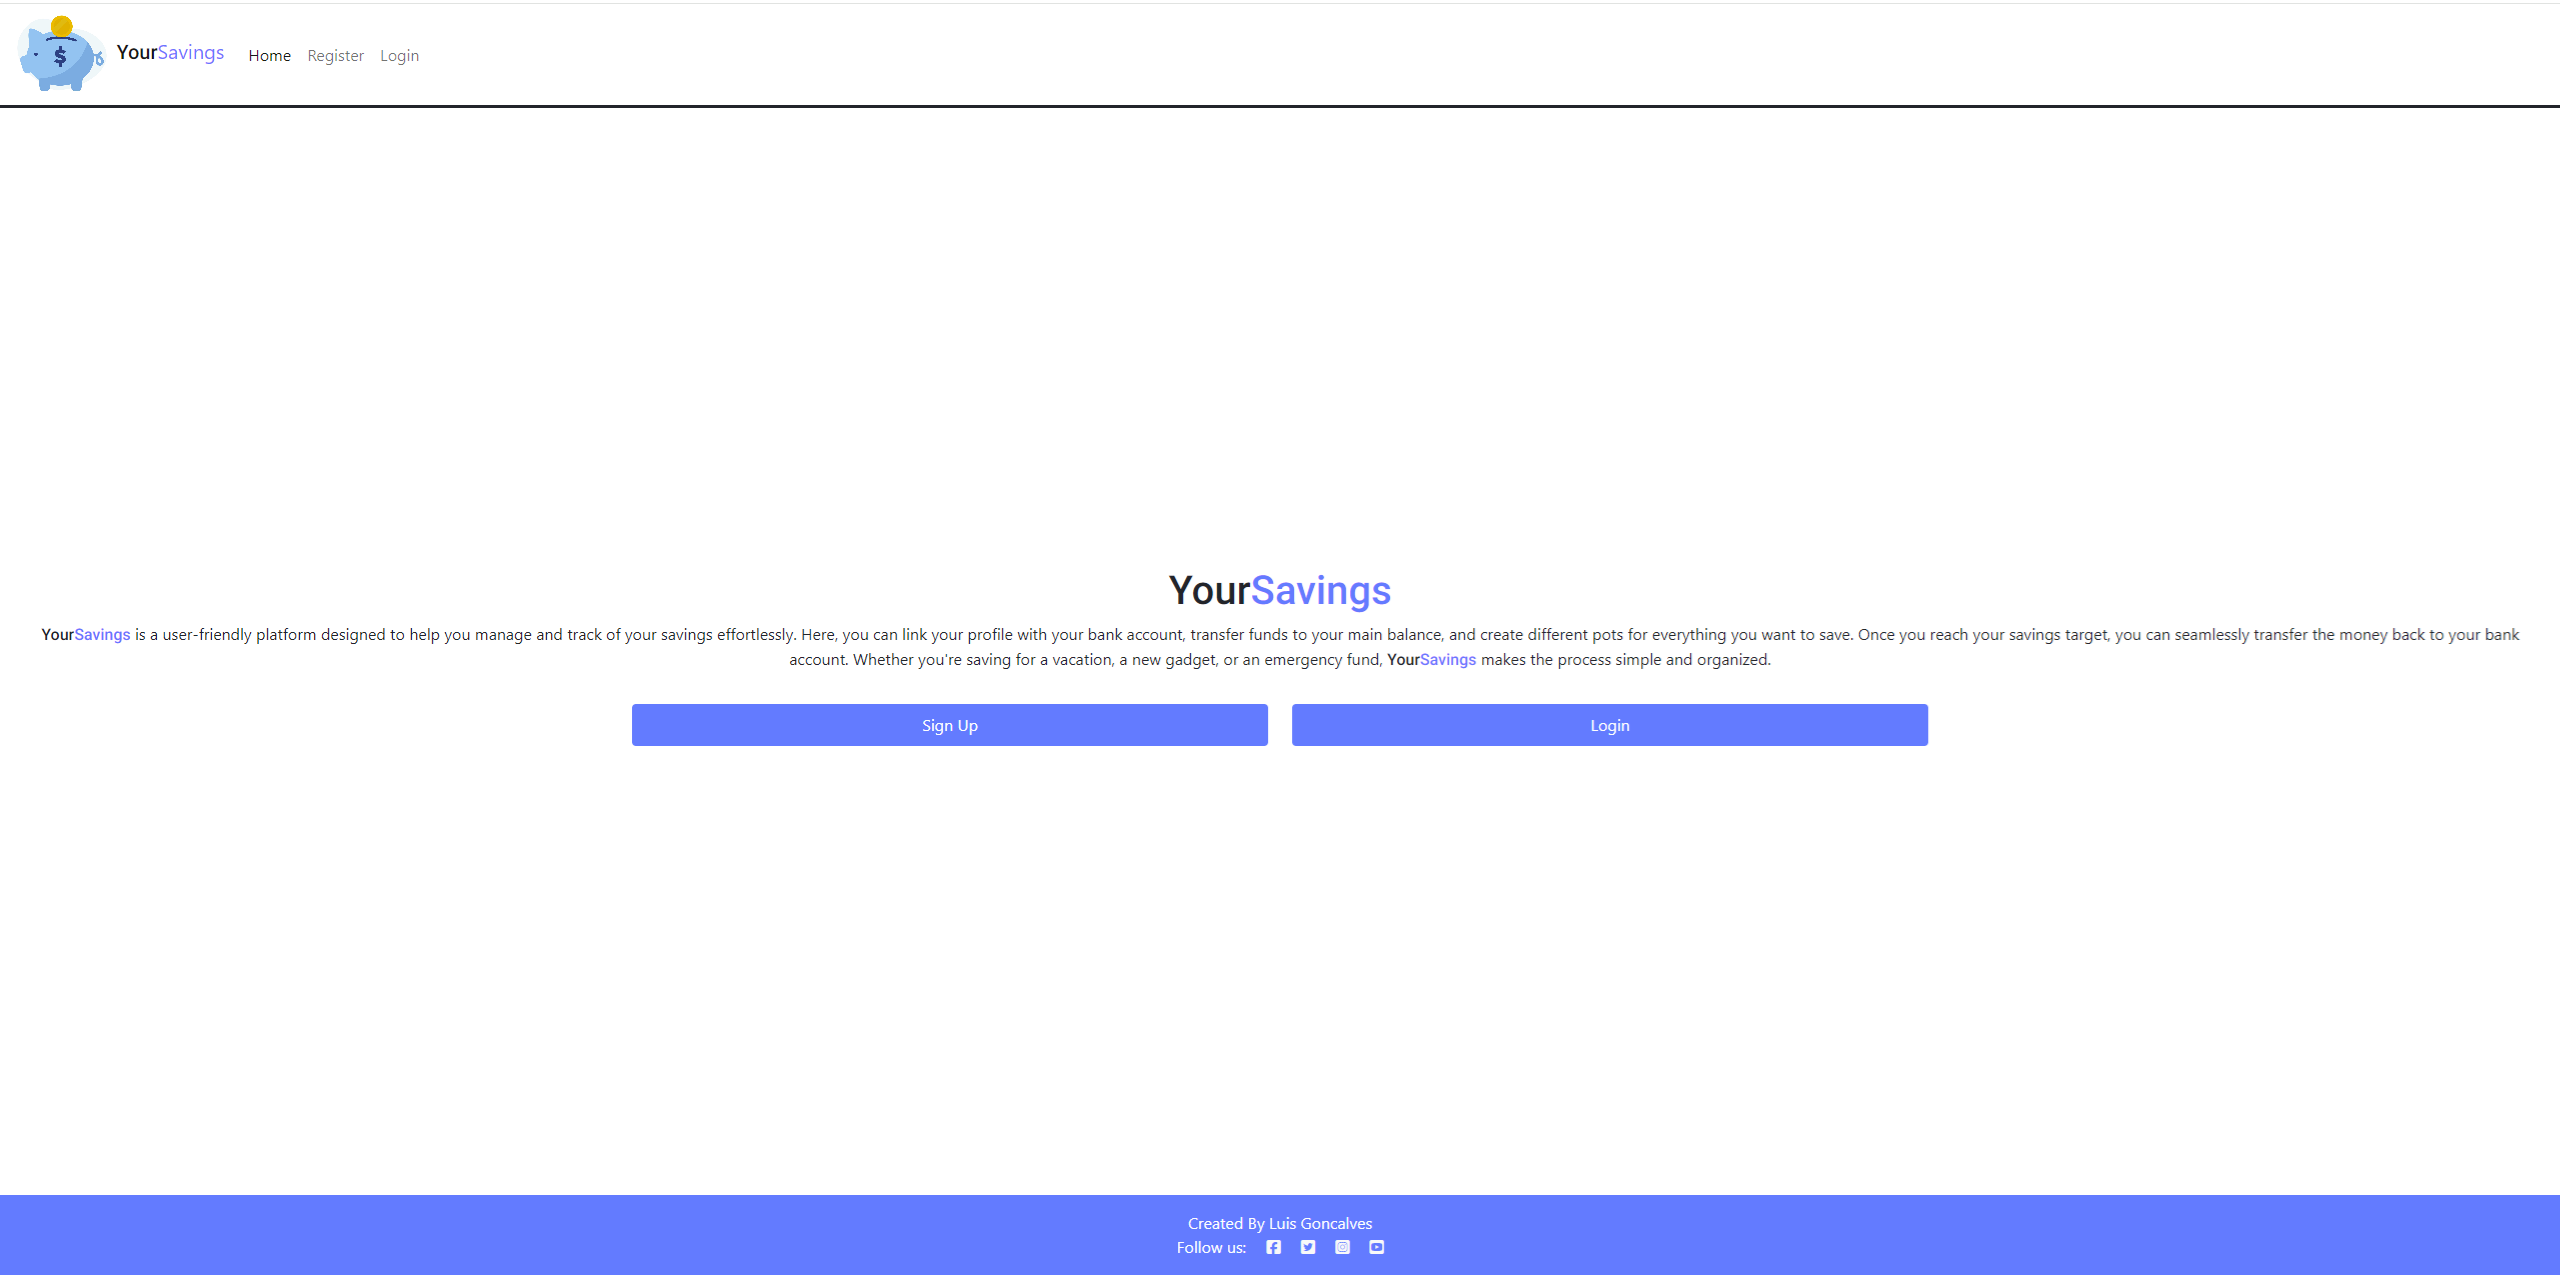 $
YourSavings Home Register Login
YourSavings
YourSavings is a user-friendly platform designed to help you manage and track of your savings effortlessly. Here, you can link your profile with your bank account, transfer funds to your main balance, and create different pots for everything you want to save. Once you reach your savings target, you can seamlessly transfer the money back to your bank
account. Whether you're saving for a vacation, a new gadget, or an emergency fund, YourSavings makes the process simple and organized.
Sign Up Login
Created By Luis Goncalves
Follow us: